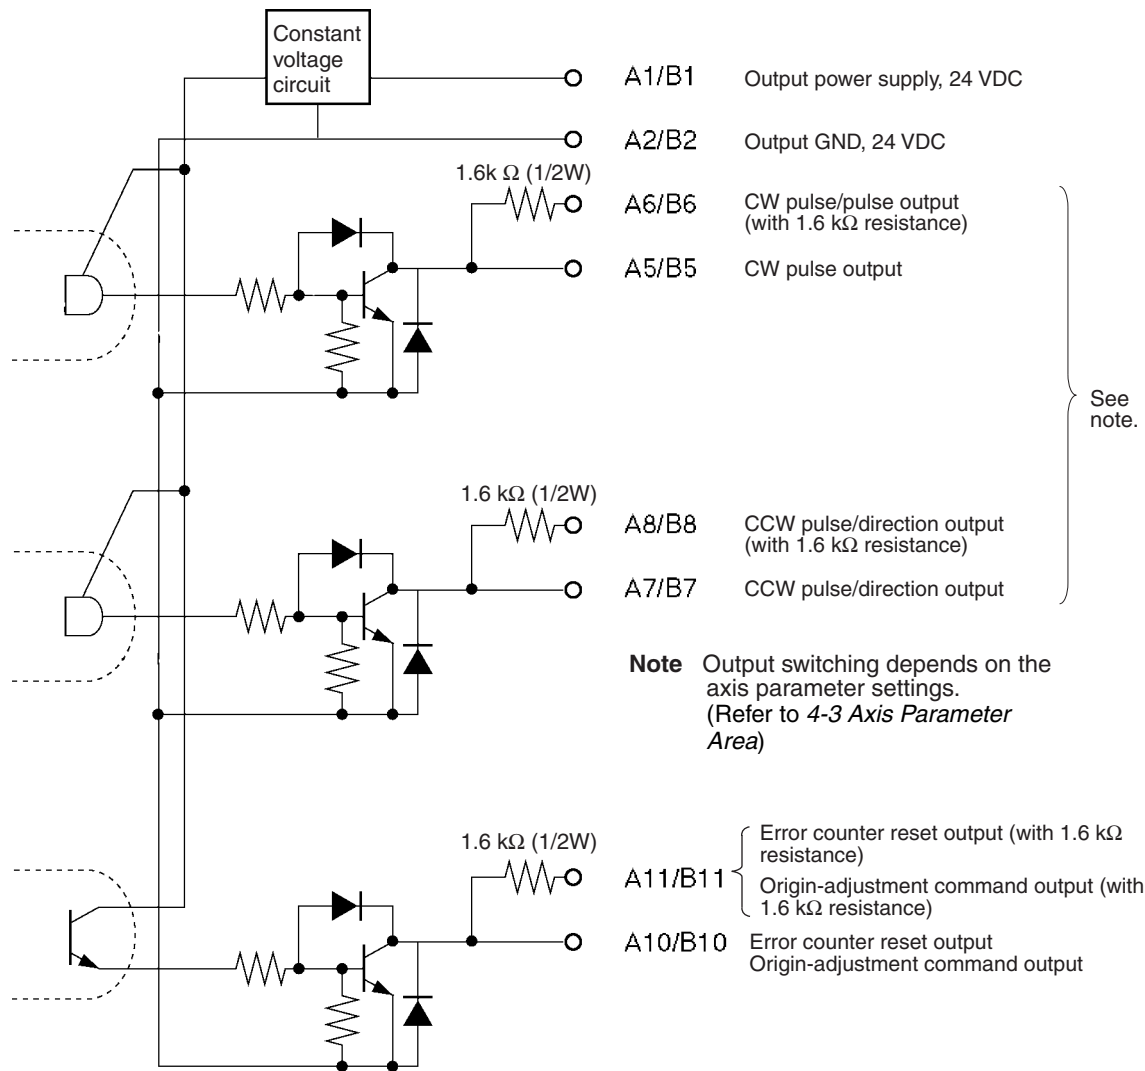 Constant
voltage
circuit
A1/B1 Output power supply, 24 VDC
A2/B2 Output GND, 24 VDC
1.6k Ω (1/2W)
A6/B6 CW pulse/pulse output
(with 1.6 kΩ resistance)
A5/B5 CW pulse output
See
note.
1.6 kΩ (1/2W)
A8/B8 CCW pulse/direction output
(with 1.6 kΩ resistance)
A7/B7 CCW pulse/direction output
Note Output switching depends on the
axis parameter settings.
(Refer to 4-3 Axis Parameter
Area)
1.6 kΩ (1/2W)
A11/B11 Error counter reset output (with 1.6 kΩ
resistance)
Origin-adjustment command output (with
1.6 kΩ resistance)
A10/B10 Error counter reset output
Origin-adjustment command output